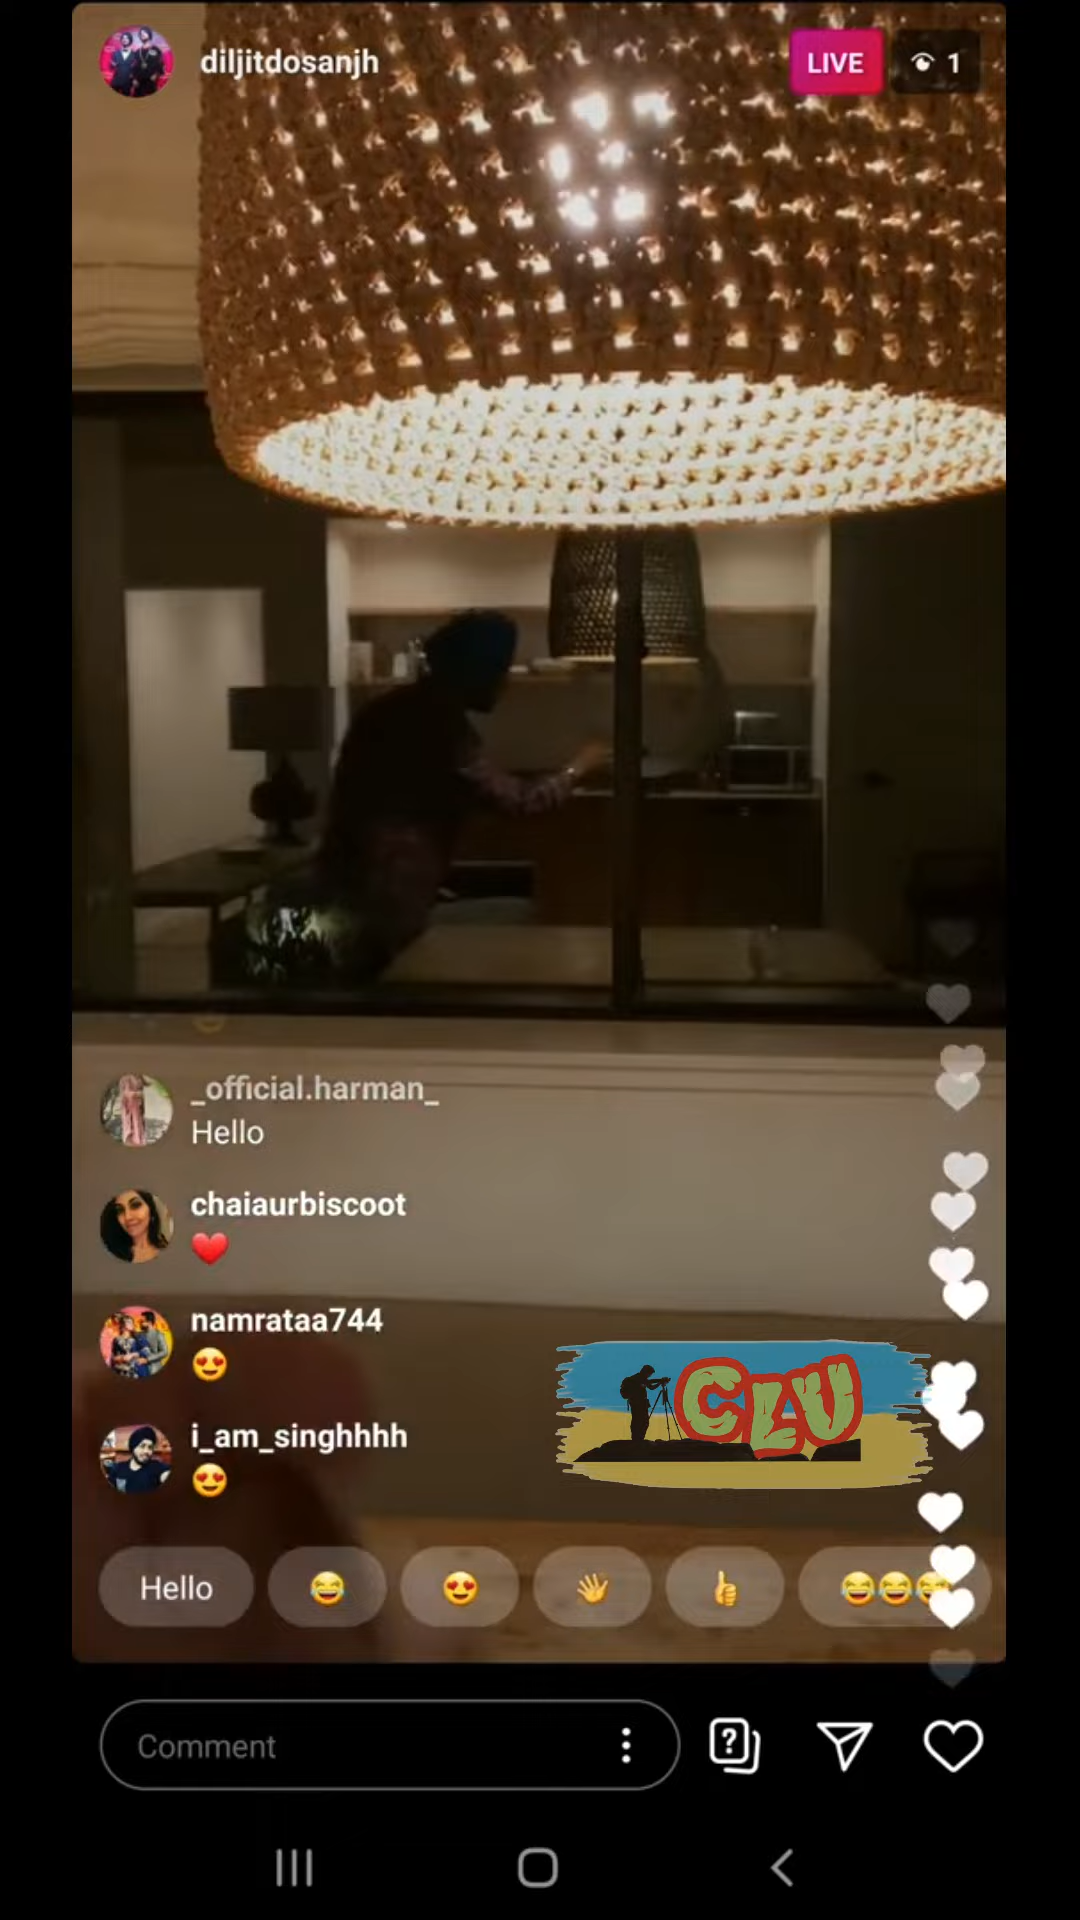 diljitdosanjh
LIVE
1
_official.harman_
Hello
chaiaurbiscoot
❤️
namrataa744
😍
i_am_singhhhh
😍
CLU
Hello 😂 😍 👋 👍 😂😂😂
Comment